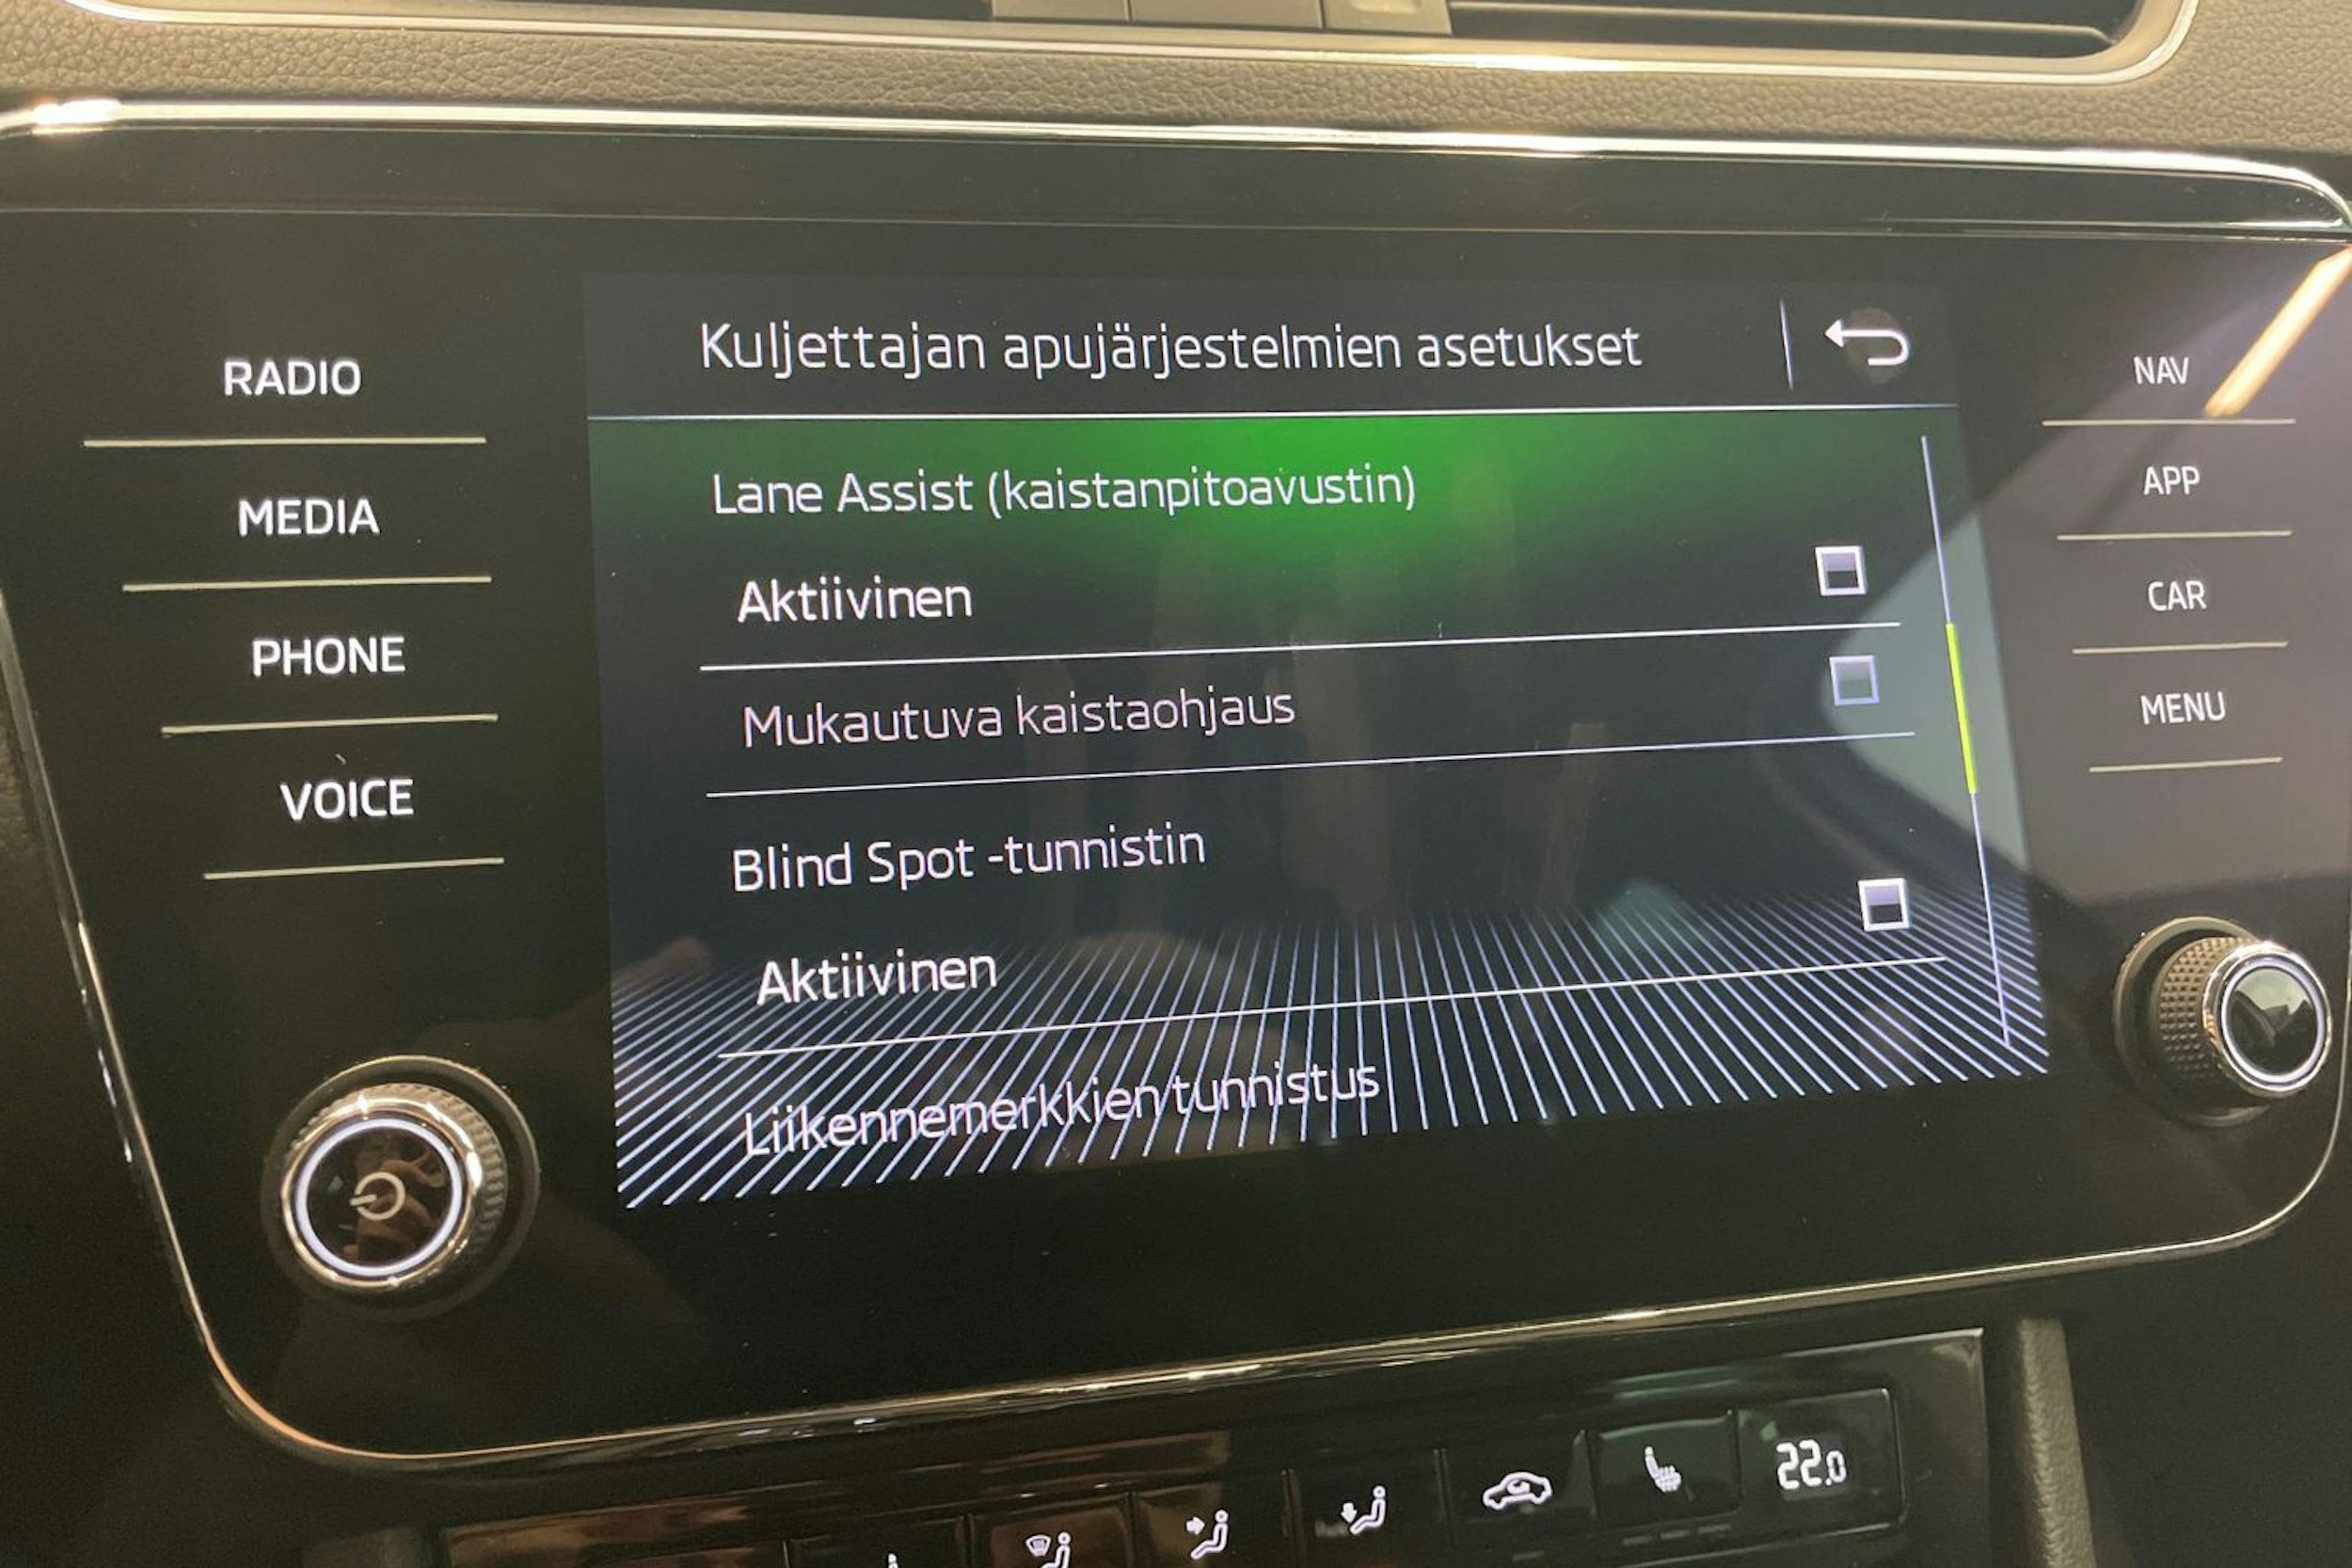 Kuljettajan apujärjestelmien asetukset
RADIO
MEDIA
PHONE
VOICE
Lane Assist (kaistanpitoavustin)
Aktiivinen
Mukautuva kaistaohjaus
Blind Spot -tunnistin
Aktiivinen
Liikennemerkkien tunnistus
NAV
APP
CAR
MENU
22.0